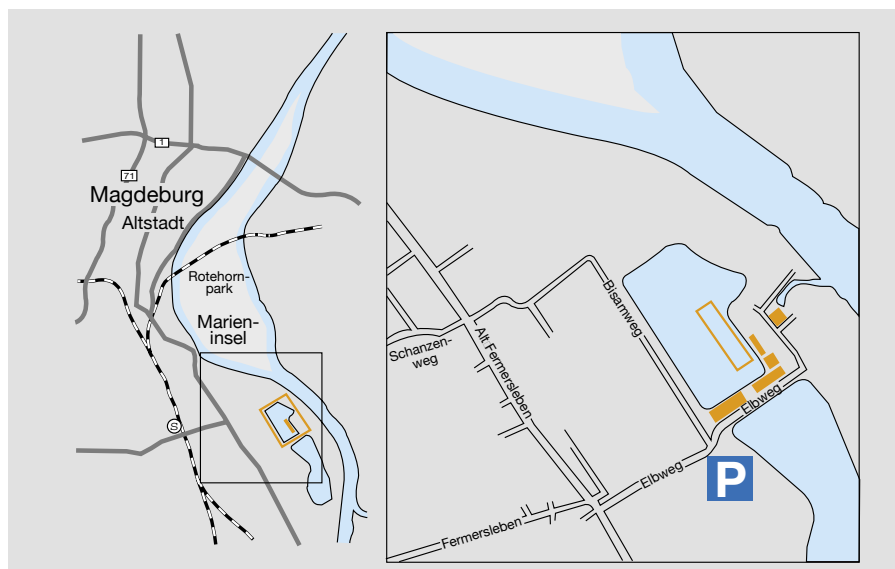 1
71
Magdeburg
Altstadt
Rotehorn-
park
Marien-
insel
S
Bisamweg
Schanzen-
weg
Alt Fermersleben
Elbweg
Elbweg
Fermersleben
P